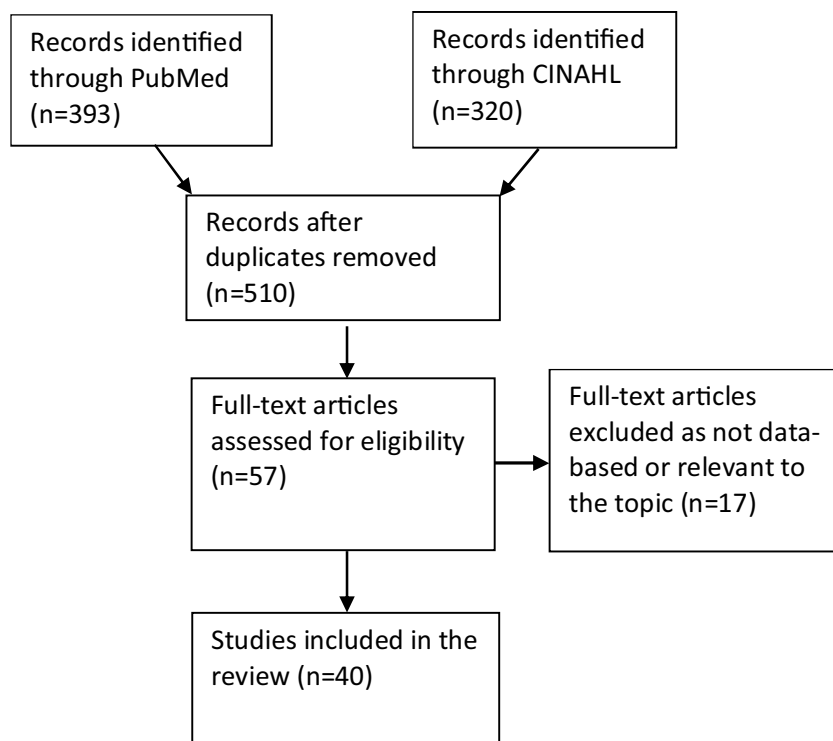 Records identified
through PubMed
(n=393)
Records identified
through CINAHL
(n=320)
Records after
duplicates removed
(n=510)
Full-text articles
assessed for eligibility
(n=57)
Full-text articles
excluded as not data-
based or relevant to
the topic (n=17)
Studies included in the
review (n=40)